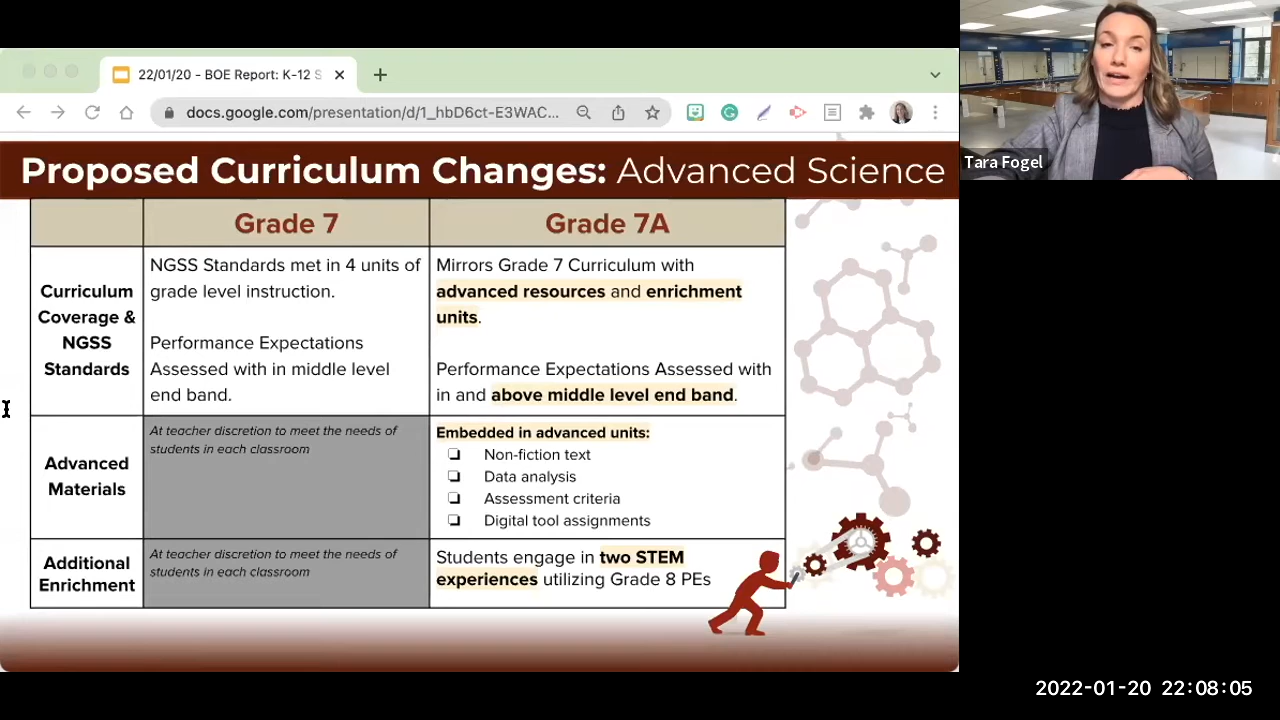 22/01/20 - BOE Report: K-12 S
docs.google.com/presentation/d/1_hbD6ct-E3WAC...
Tara Fogel
Proposed Curriculum Changes: Advanced Science
Grade 7
Grade 7A
Curriculum
Coverage &
NGSS
Standards
NGSS Standards met in 4 units of
grade level instruction.
Performance Expectations
Assessed with in middle level
end band.
Mirrors Grade 7 Curriculum with
advanced resources and enrichment
units.
Performance Expectations Assessed with
in and above middle level end band.
Advanced
Materials
At teacher discretion to meet the needs of
students in each classroom
Embedded in advanced units:
Non-fiction text
Data analysis
Assessment criteria
Digital tool assignments
Additional
Enrichment
At teacher discretion to meet the needs of
students in each classroom
Students engage in two STEM
experiences utilizing Grade 8 PEs
2022-01-20 22:08:05